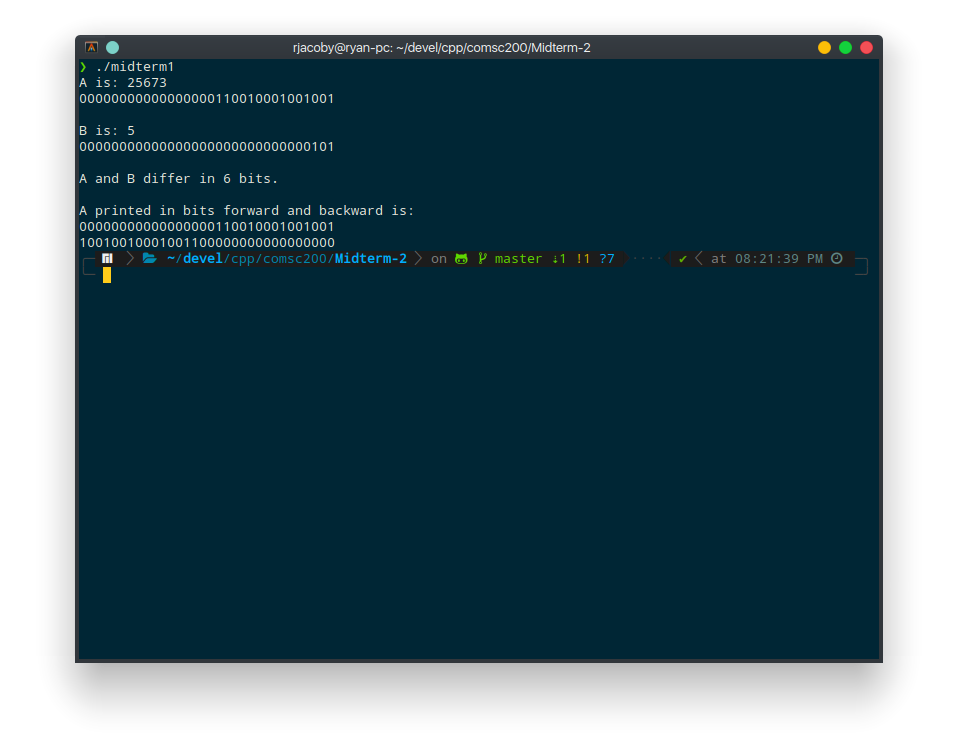 rjacoby@ryan-pc: ~/devel/cpp/comsc200/Midterm-2
❯ ./midterm1
A is: 25673
00000000000000000110010001001001
B is: 5
00000000000000000000000000000101
A and B differ in 6 bits.
A printed in bits forward and backward is:
00000000000000000110010001001001
10010010001001100000000000000000
~/devel/cpp/comsc200/Midterm-2 on master ⇣1 !1 ?7 ···· ✔ at 08:21:39 PM